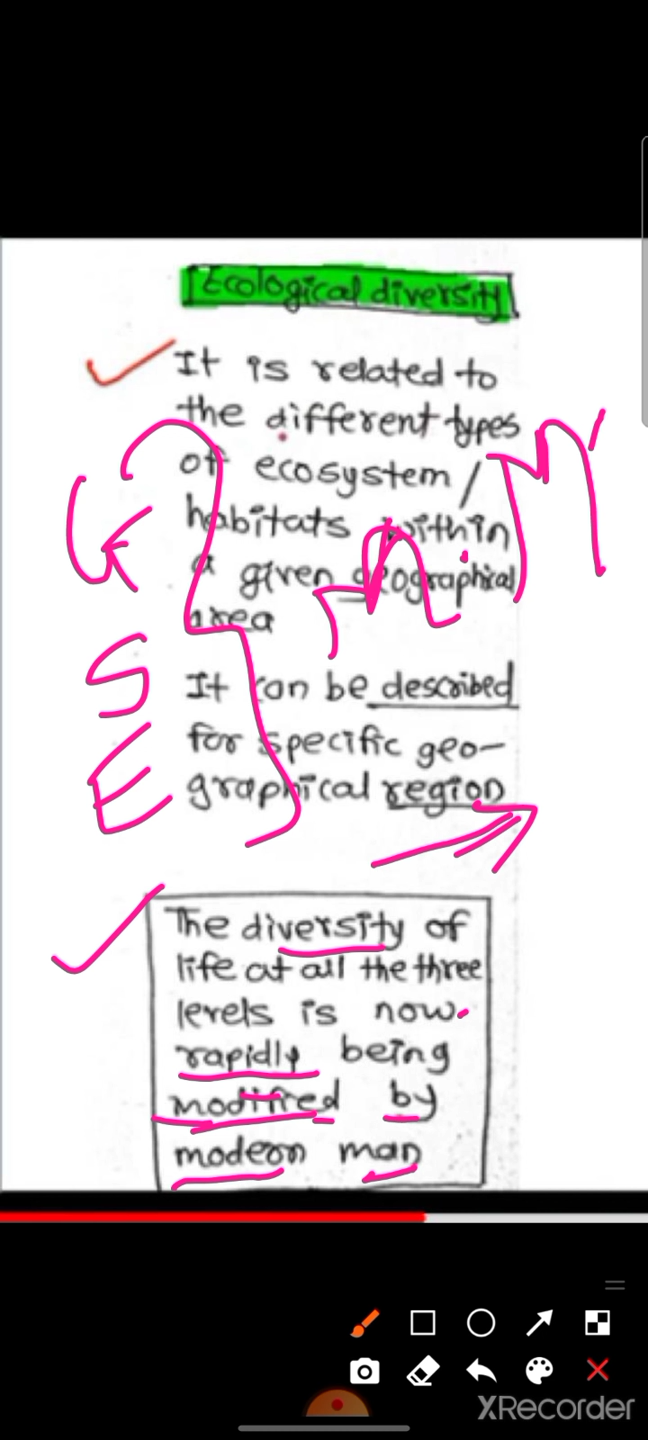 Ecological diversity
It is related to
the different types
of ecosystem/
habitats within
a given geographical
area
It can be described
for specific geo-
graphical region
G
S
E
M.M
The diversity of
life at all the three
levels is now
rapidly being
modified by
modern man
XRecorder